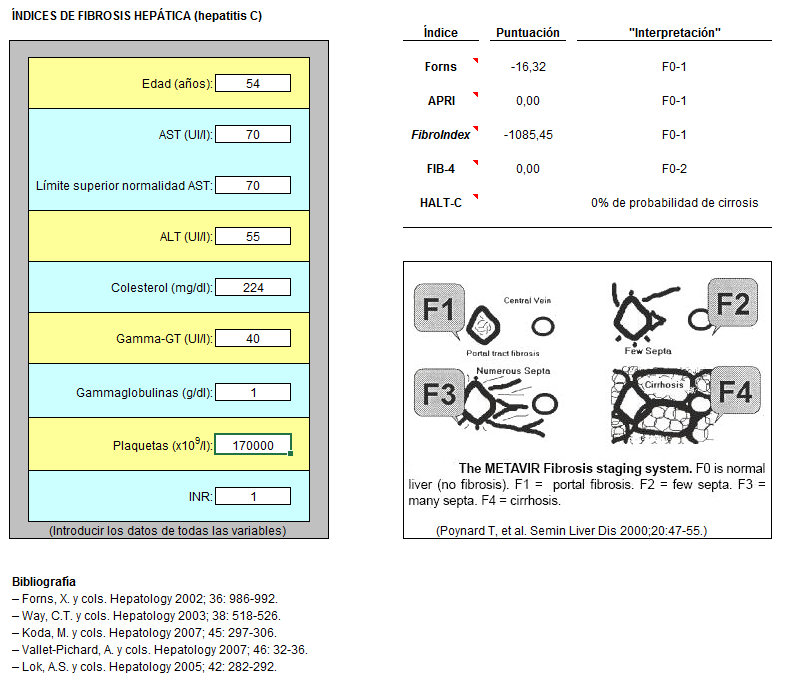 ÍNDICES DE FIBROSIS HEPÁTICA (hepatitis C)
Edad (años): 54
AST (UI/l): 70
Límite superior normalidad AST: 70
ALT (UI/l): 55
Colesterol (mg/dl): 224
Gamma-GT (UI/l): 40
Gammaglobulinas (g/dl): 1
Plaquetas (x10⁹/l): 170000
INR: 1
(Introducir los datos de todas las variables)
Índice Puntuación "Interpretación"
Forns -16,32 F0-1
APRI 0,00 F0-1
FibroIndex -1085,45 F0-1
FIB-4 0,00 F0-2
HALT-C 0% de probabilidad de cirrosis
F1
Central Vein
Portal tract fibrosis
F2
Few Septa
F3
Numerous Septa
Cirrhosis
F4
The METAVIR Fibrosis staging system. F0 is normal
liver (no fibrosis). F1 = portal fibrosis. F2 = few septa. F3 =
many septa. F4 = cirrhosis.
(Poynard T, et al. Semin Liver Dis 2000;20:47-55.)
Bibliografía
– Forns, X. y cols. Hepatology 2002; 36: 986-992.
– Way, C.T. y cols. Hepatology 2003; 38: 518-526.
– Koda, M. y cols. Hepatology 2007; 45: 297-306.
– Vallet-Pichard, A. y cols. Hepatology 2007; 46: 32-36.
– Lok, A.S. y cols. Hepatology 2005; 42: 282-292.